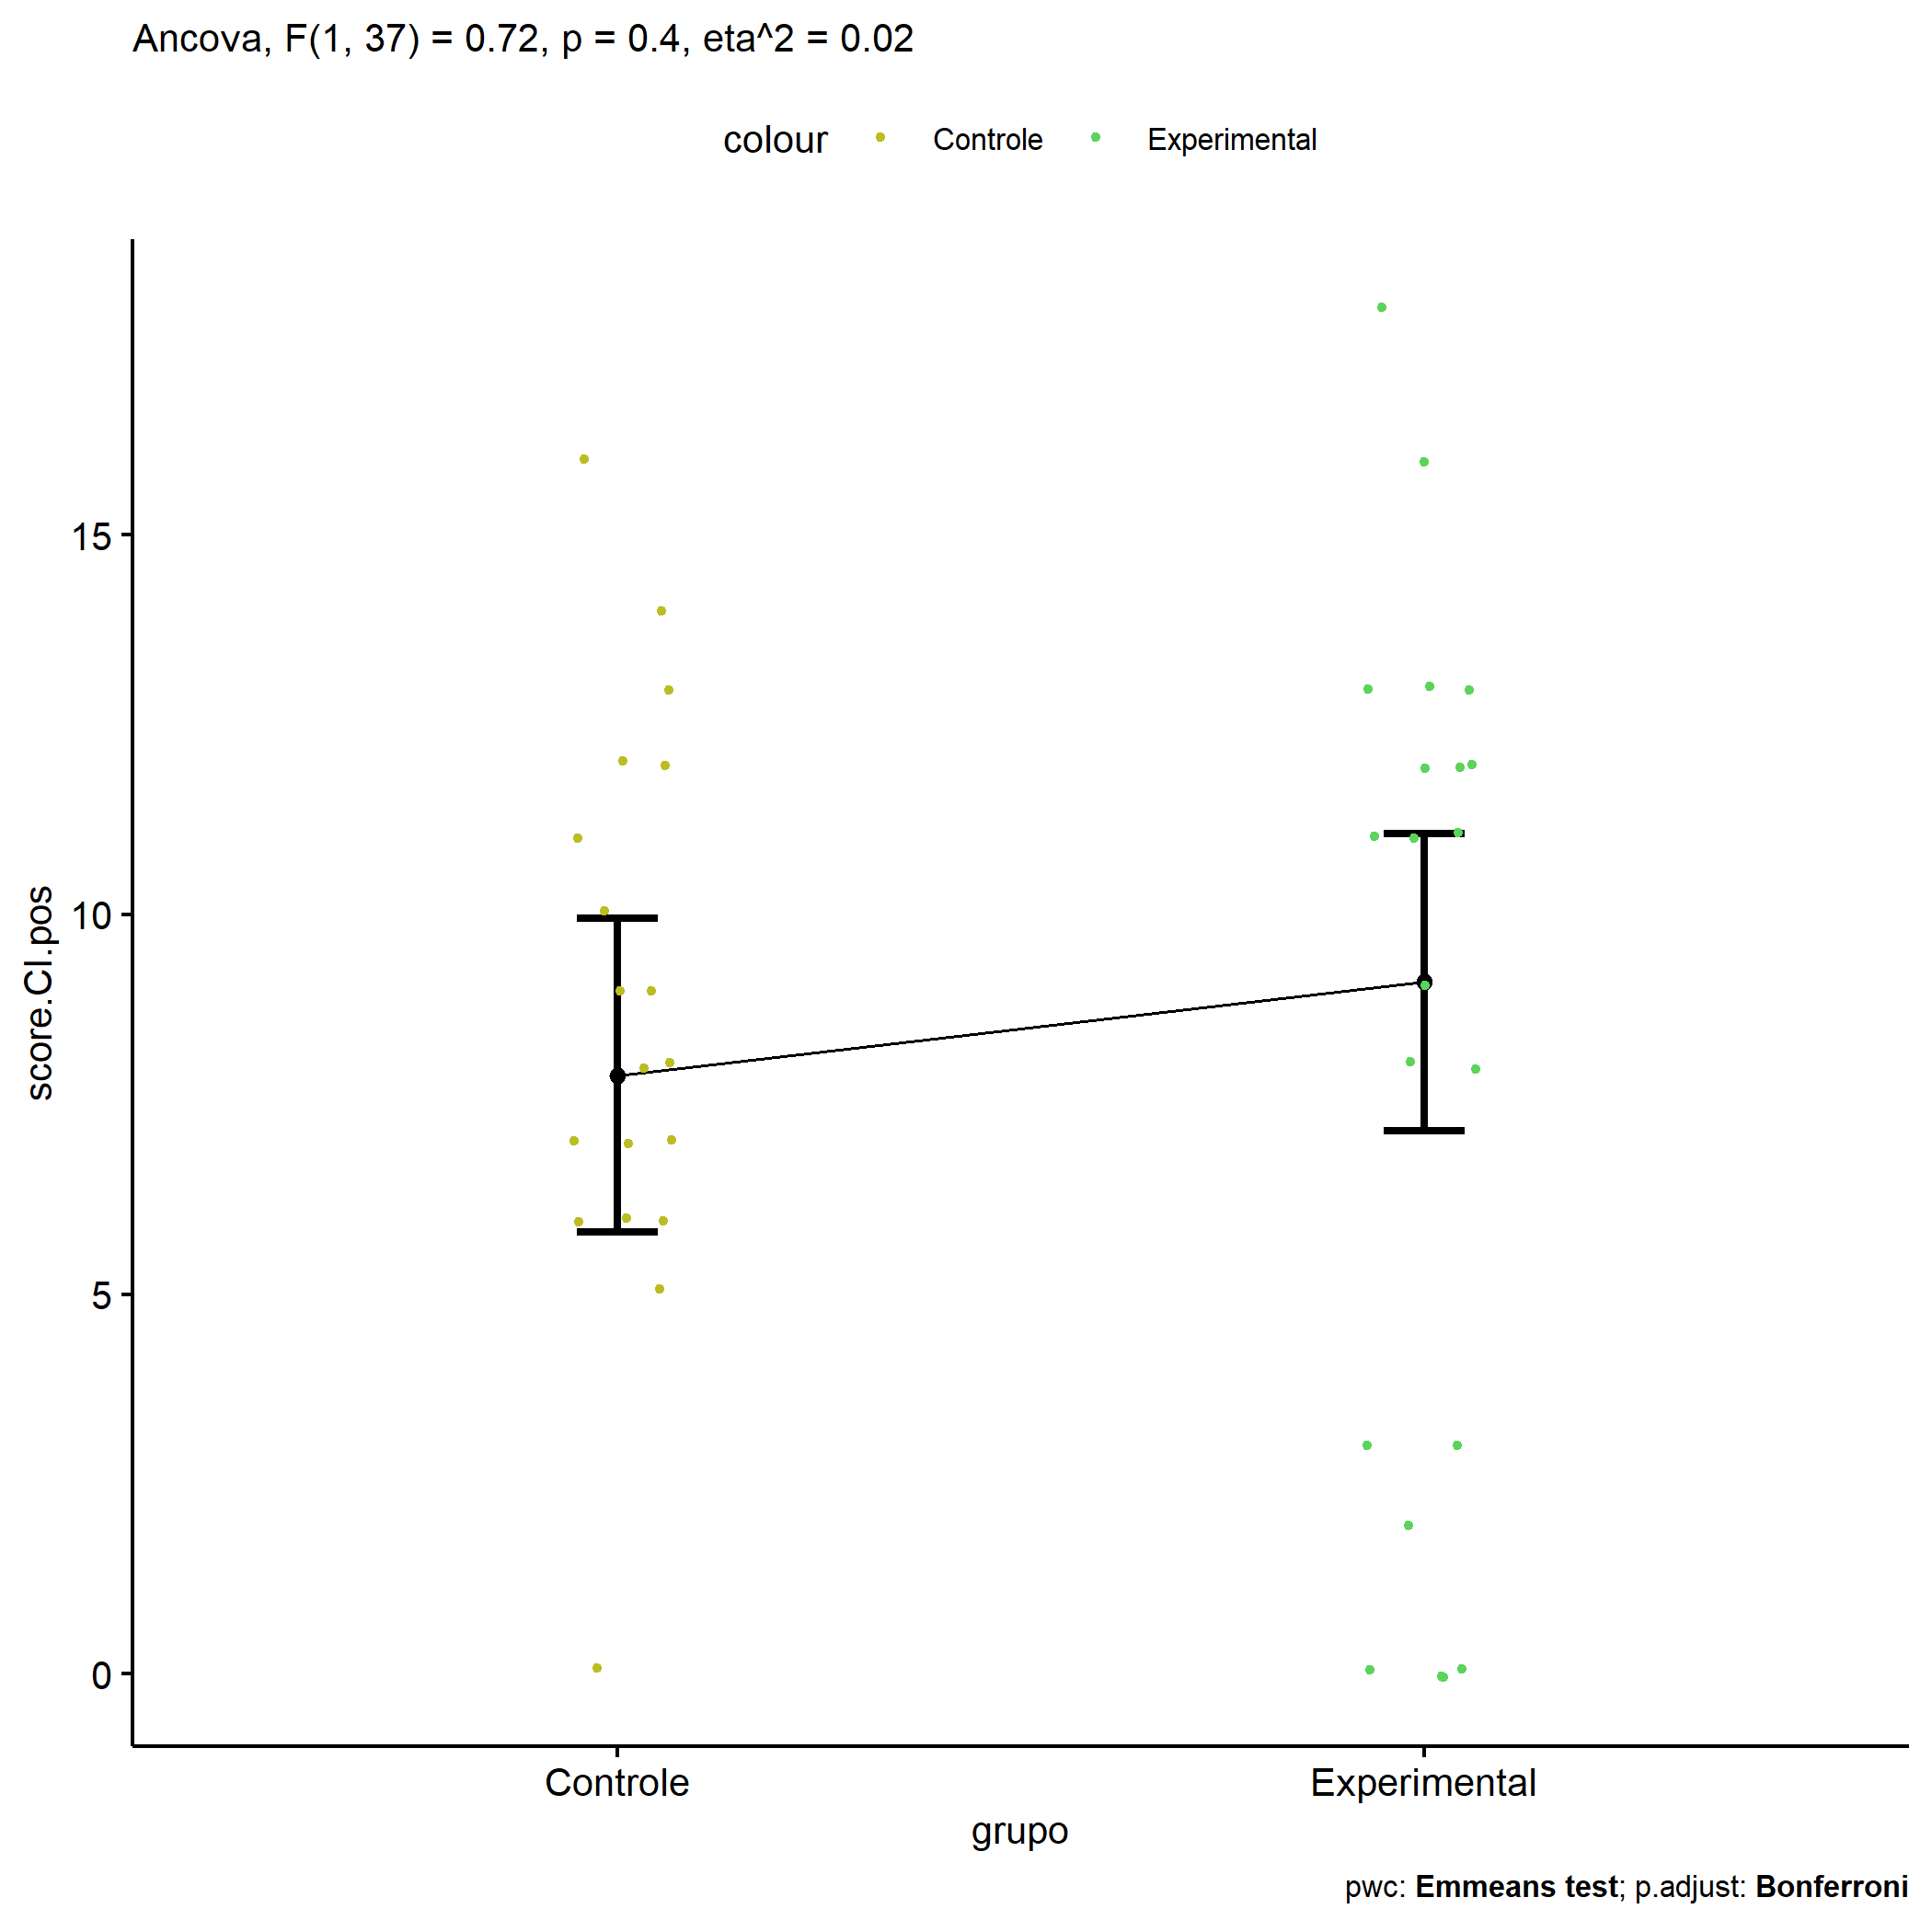 Ancova, F(1, 37) = 0.72, p = 0.4, eta^2 = 0.02
colour Controle Experimental
score.CI.pos
15
10
5
0
Controle Experimental
grupo
pwc: Emmeans test; p.adjust: Bonferroni